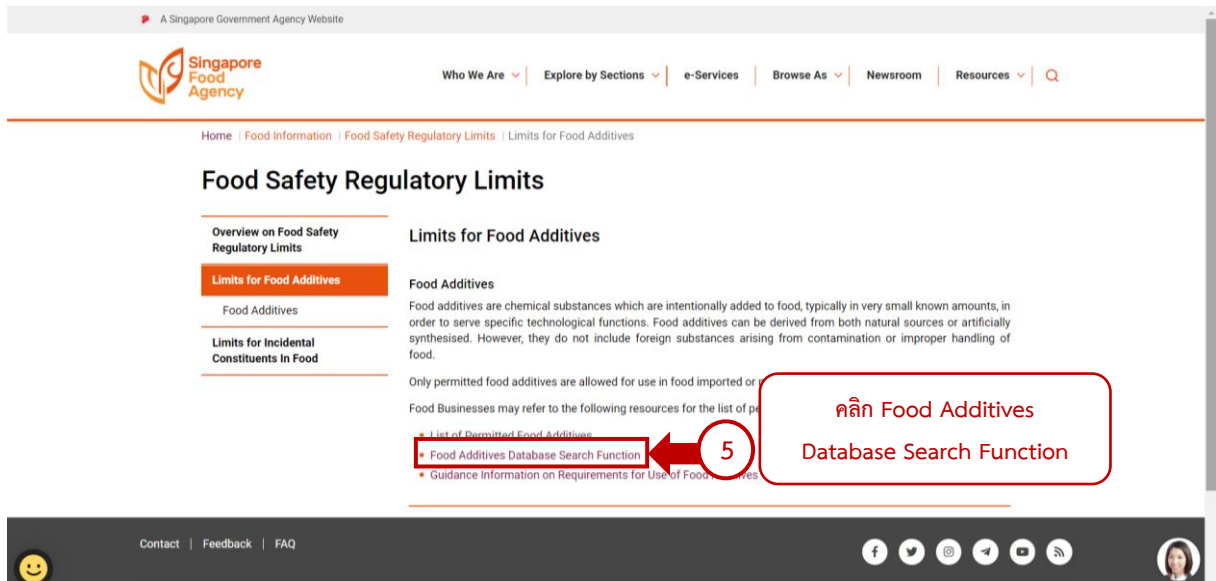 A Singapore Government Agency Website
Singapore
Food
Agency
Who We Are
Explore by Sections
e-Services
Browse As
Newsroom
Resources
Home | Food Information | Food Safety Regulatory Limits | Limits for Food Additives
Food Safety Regulatory Limits
Overview on Food Safety
Regulatory Limits
Limits for Food Additives
Food Additives
Limits for Incidental
Constituents In Food
Limits for Food Additives
Food Additives
Food additives are chemical substances which are intentionally added to food, typically in very small known amounts, in
order to serve specific technological functions. Food additives can be derived from both natural sources or artificially
synthesised. However, they do not include foreign substances arising from contamination or improper handling of
food.
Only permitted food additives are allowed for use in food imported or
Food Businesses may refer to the following resources for the list of
• List of Permitted Food Additives
• Food Additives Database Search Function
• Guidance Information on Requirements for Use of Food Additives
5
คลิก Food Additives
Database Search Function
Contact | Feedback | FAQ